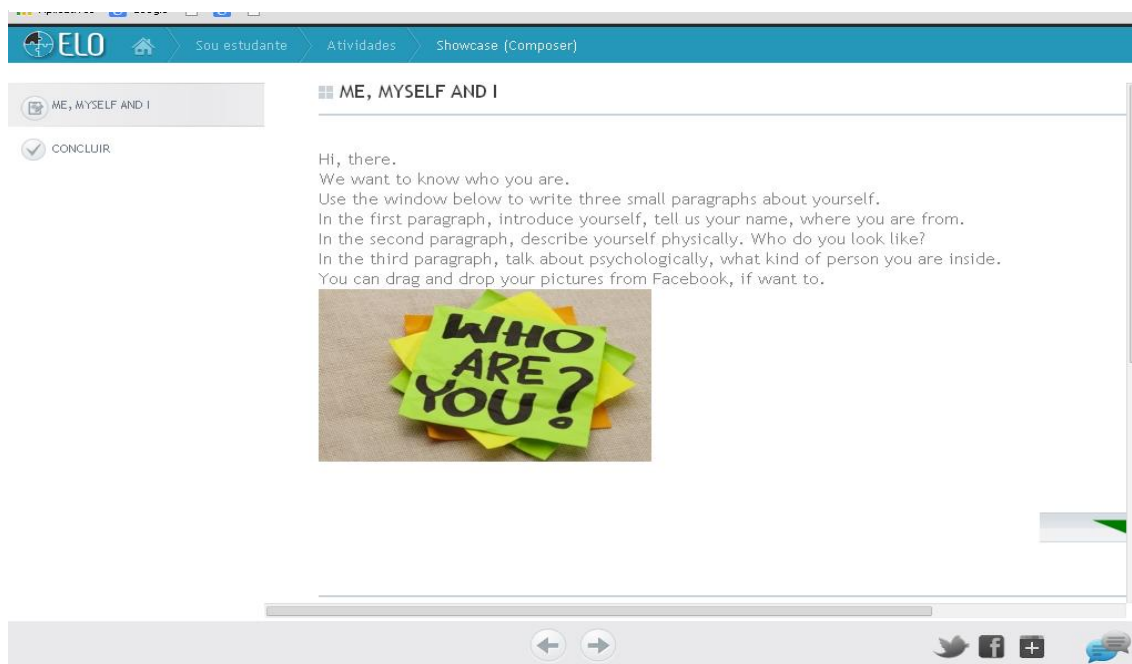 ELO
Sou estudante
Atividades
Showcase (Composer)
ME, MYSELF AND I
CONCLUIR
ME, MYSELF AND I
Hi, there.
We want to know who you are.
Use the window below to write three small paragraphs about yourself.
In the first paragraph, introduce yourself, tell us your name, where you are from.
In the second paragraph, describe yourself physically. Who do you look like?
In the third paragraph, talk about psychologically, what kind of person you are inside.
You can drag and drop your pictures from Facebook, if want to.
WHO
ARE
YOU?